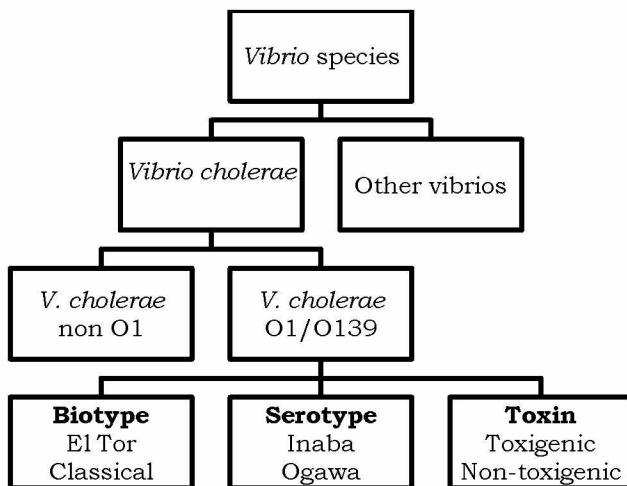 Vibrio species
Vibrio cholerae
Other vibrios
V. cholerae
non O1
V. cholerae
O1/O139
Biotype
El Tor
Classical
Serotype
Inaba
Ogawa
Toxin
Toxigenic
Non-toxigenic